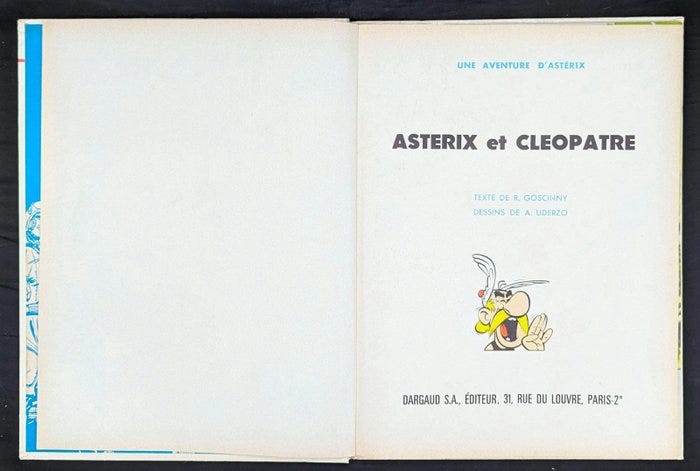 UNE AVENTURE D'ASTÉRIX
ASTERIX et CLEOPATRE
TEXTE DE R. GOSCINNY
DESSINS DE A. UDERZO
DARGAUD S.A., ÉDITEUR, 31, RUE DU LOUVRE, PARIS-2ᵉ